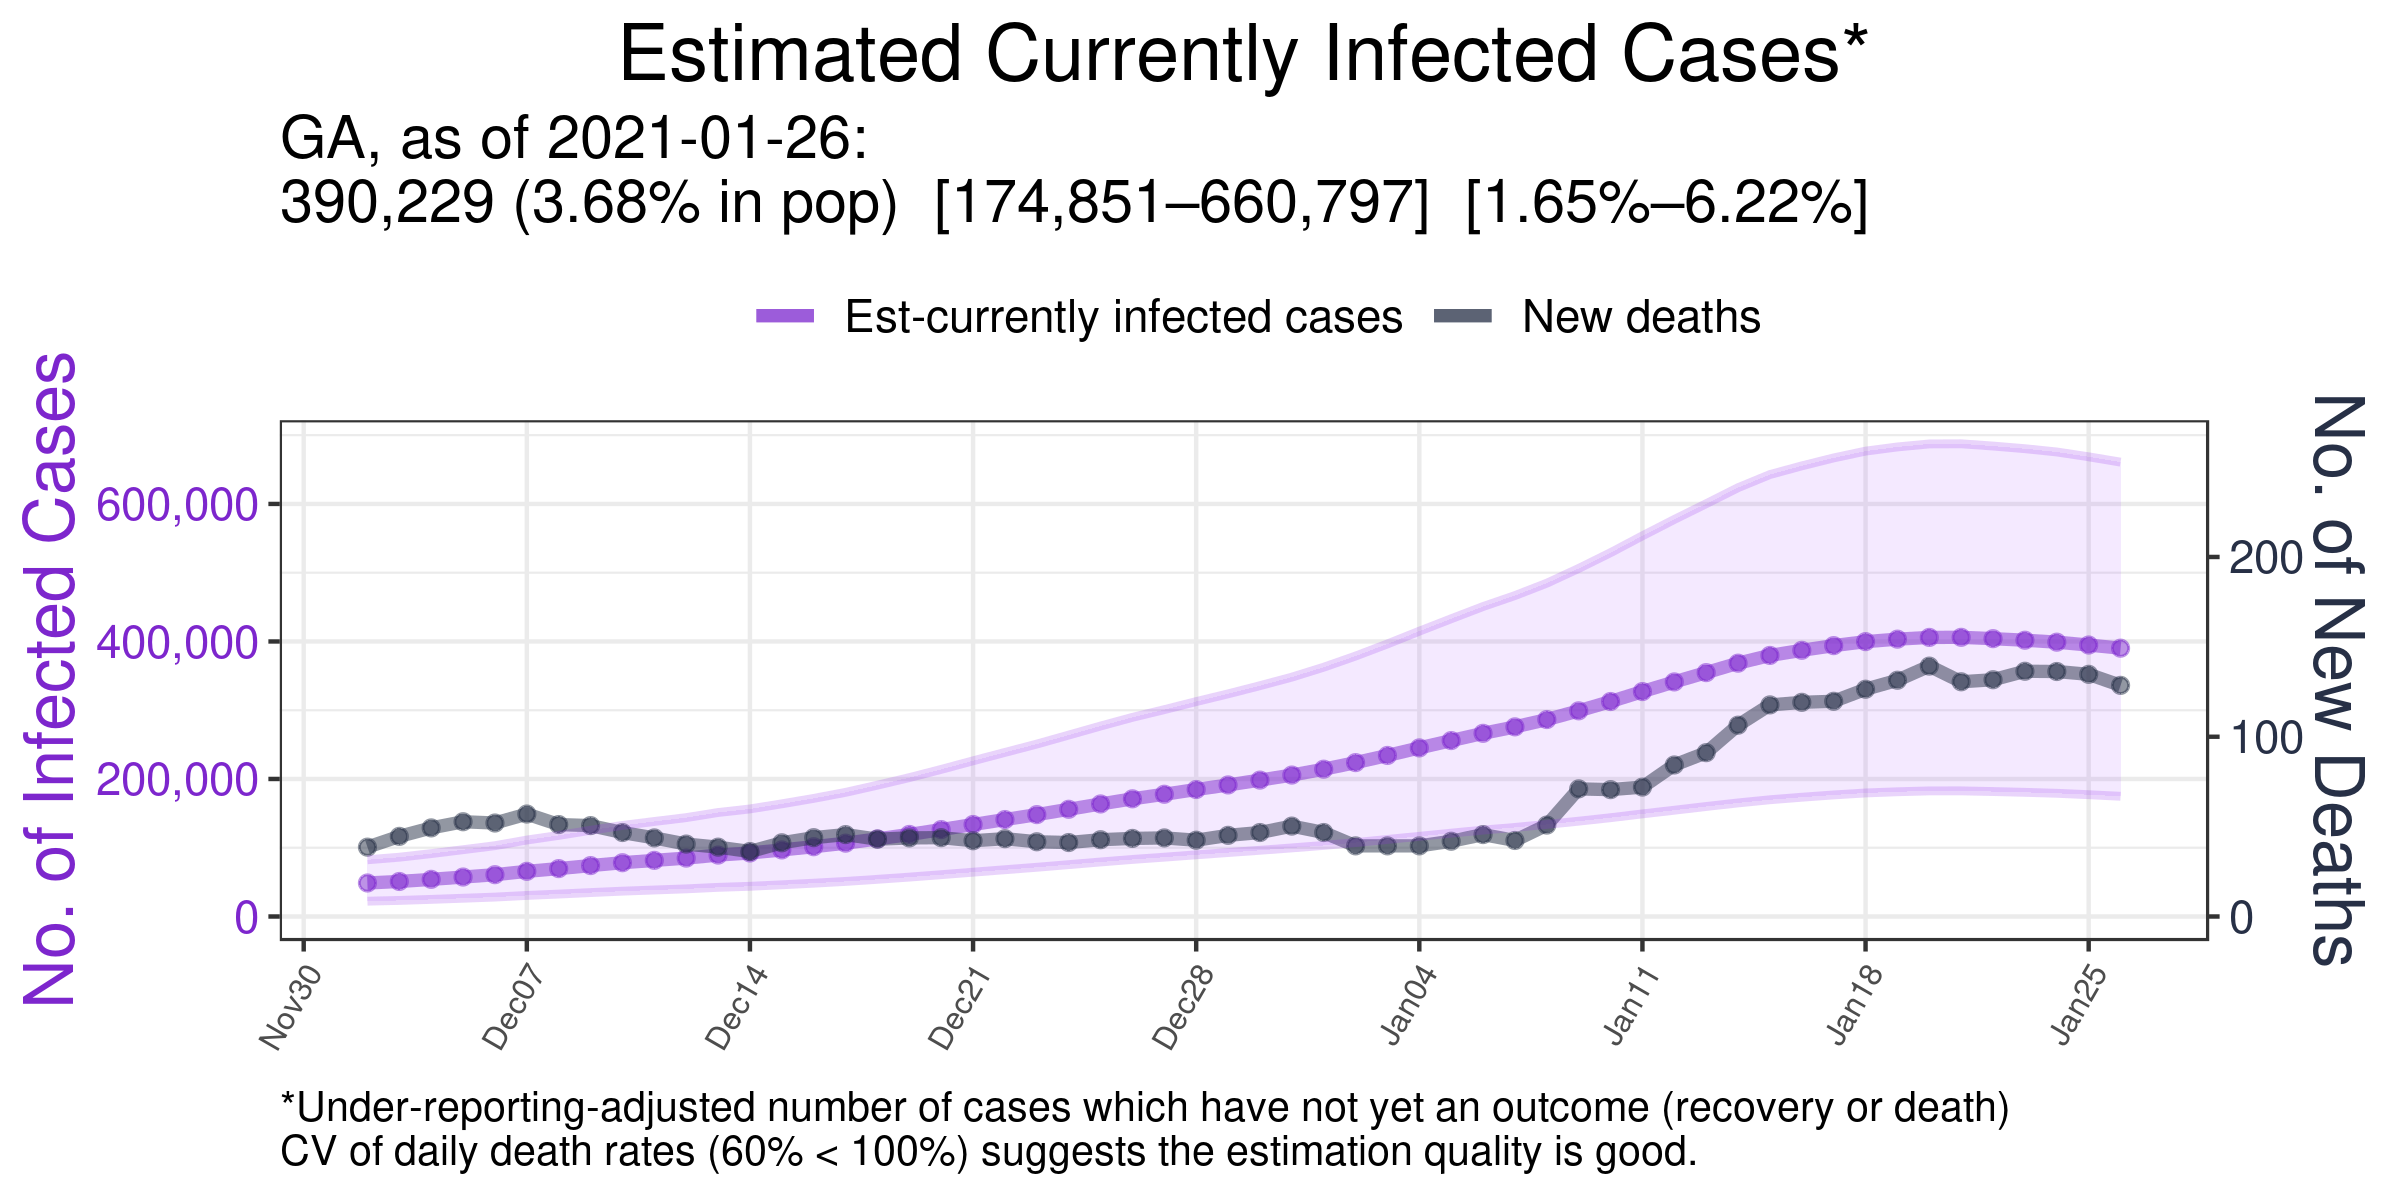 Estimated Currently Infected Cases*
GA, as of 2021-01-26:
390,229 (3.68% in pop)  [174,851–660,797]  [1.65%–6.22%]
Est-currently infected cases
New deaths
No. of Infected Cases
600,000
400,000
200,000
0
No. of New Deaths
200
100
0
Nov30
Dec07
Dec14
Dec21
Dec28
Jan04
Jan11
Jan18
Jan25
*Under-reporting-adjusted number of cases which have not yet an outcome (recovery or death)
CV of daily death rates (60% < 100%) suggests the estimation quality is good.